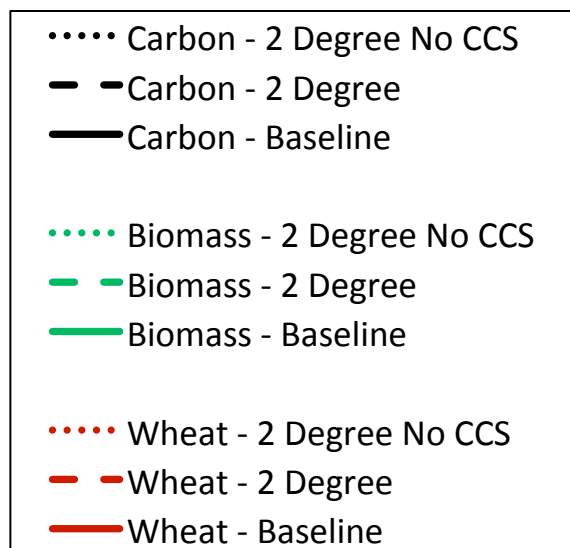 Carbon - 2 Degree No CCS
Carbon - 2 Degree
Carbon - Baseline
Biomass - 2 Degree No CCS
Biomass - 2 Degree
Biomass - Baseline
Wheat - 2 Degree No CCS
Wheat - 2 Degree
Wheat - Baseline